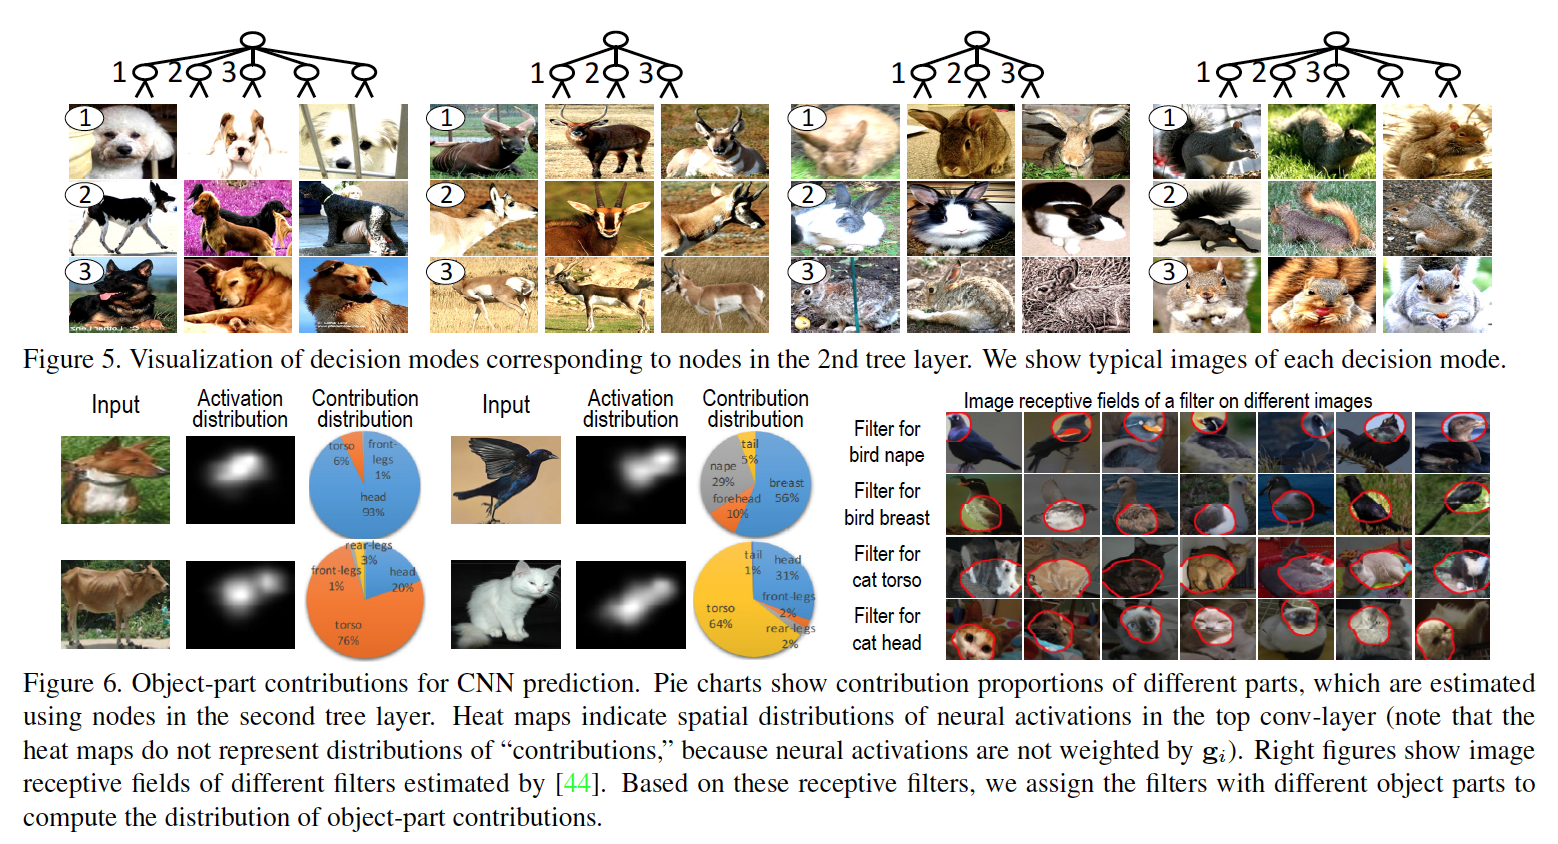 1 2 3 1 2 3 1 2 3 1 2 3
1 1 1 1
2 2 2 2
3 3 3 3
Figure 5. Visualization of decision modes corresponding to nodes in the 2nd tree layer. We show typical images of each decision mode.
Input
Activation
distribution
Contribution
distribution
torso
6%
front-
legs
1%
head
93%
Input
Activation
distribution
Contribution
distribution
tail
5%
nape
29%
breast
56%
forehead
10%
rear-legs
3%
front-legs
1%
head
20%
torso
76%
tail
1%
head
31%
front-legs
2%
torso
64%
rear-legs
2%
Image receptive fields of a filter on different images
Filter for
bird nape
Filter for
bird breast
Filter for
cat torso
Filter for
cat head
Figure 6. Object-part contributions for CNN prediction. Pie charts show contribution proportions of different parts, which are estimated
using nodes in the second tree layer. Heat maps indicate spatial distributions of neural activations in the top conv-layer (note that the
heat maps do not represent distributions of “contributions,” because neural activations are not weighted by gᵢ). Right figures show image
receptive fields of different filters estimated by [44]. Based on these receptive filters, we assign the filters with different object parts to
compute the distribution of object-part contributions.